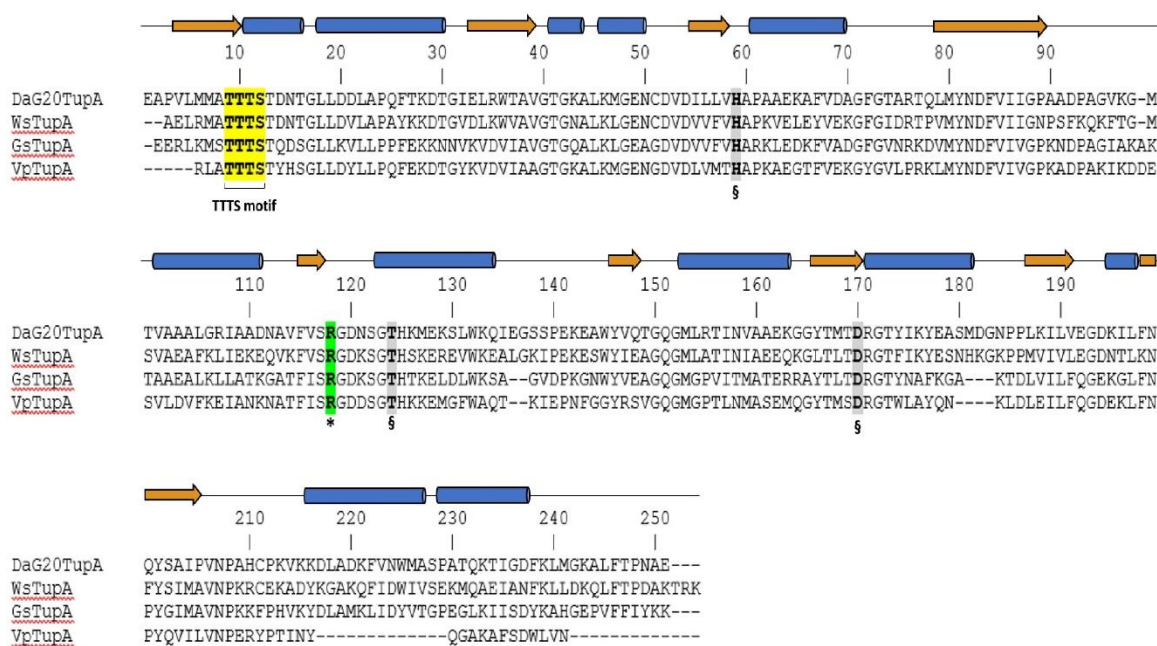 10 20 30 40 50 60 70 80 90
DaG20TupA EAPVLMMATTTSTDNTGLLDDLAPQFTKDTGIELRWTAVGTGKALKMGENCDVDILLVHAPAAEKAFVDAGFGTARTQLMYNDFVIIGPAADPAGVKG-M
WsTupA --AELRMATTTSTDNTGLLDVLAPAYKKDTGVDLKWVAVGTGNALKLGENCDVDVVFVHAPKVELEYVEKGFGIDRTPVMYNDFVIIGNPSFKQKFTG-M
GsTupA -EERLKMSTTTSTQDSGLLKVLLPPFEKKNNVKVDVIAVGTGQALKLGEAGDVDVVFVHARKLEDKFVADGFGVNRKDVMYNDFVIVGPKNDPAGIAKAK
VpTupA -----RLATTTSTYHSGLLDYLLPQFEKDTGYKVDVIAAGTGKALKMGENGDVDLVMTHAPKAEGTFVEKGYGVLPRKLMYNDFVIVGPKADPAKIKDDE
TTTS motif §
110 120 130 140 150 160 170 180 190
DaG20TupA TVAAALGRIAADNAVFVSRGDNSGTHKMEKSLWKQIEGSSPEKEAWYVQTGQGMLRTINVAAEKGGYTMTDRGTYIKYEASMDGNPPLKILVEGDKILFN
WsTupA SVAEAFKLIEKEQVKFVSRGDKSGTHSKEREVWKEALGKIPEKESWYIEAGQGMLATINIAEEQKGLTLTDRGTFIKYESNHKGKPPMVIVLEGDNTLKN
GsTupA TAAEALKLLATKGATFISRGDKSGTHTKELDLWKSA--GVDPKGNWYVEAGQGMGPVITMATERRAYTLTDRGTYNAFKGA--KTDLVILFQGEKGLFN
VpTupA SVLDVFKEIANKNATFISRGDDSGTHKKEMGFWAQT--KIEPNFGGYRSVGQGMGPTLNMASEMQGYTMSDRGTWLAYQN----KLDLEILFQGDEKLFN
* § §
210 220 230 240 250
DaG20TupA QYSAIPVNPAHCPKVKKDLADKFVNWMASPATQKTIGDFKLMGKALFTPNAE---
WsTupA FYSIMAVNPKRCEKADYKGAKQFIDWIVSEKMQAEIANFKLLDKQLFTPDAKTRK
GsTupA PYGIMAVNPKKFPHVKYDLAMKLIDYVTGPEGLKIISDYKAHGEPVFFIYKK---
VpTupA PYQVILVNPERYPTINY-------------QGAKAFSDWLVN-------------